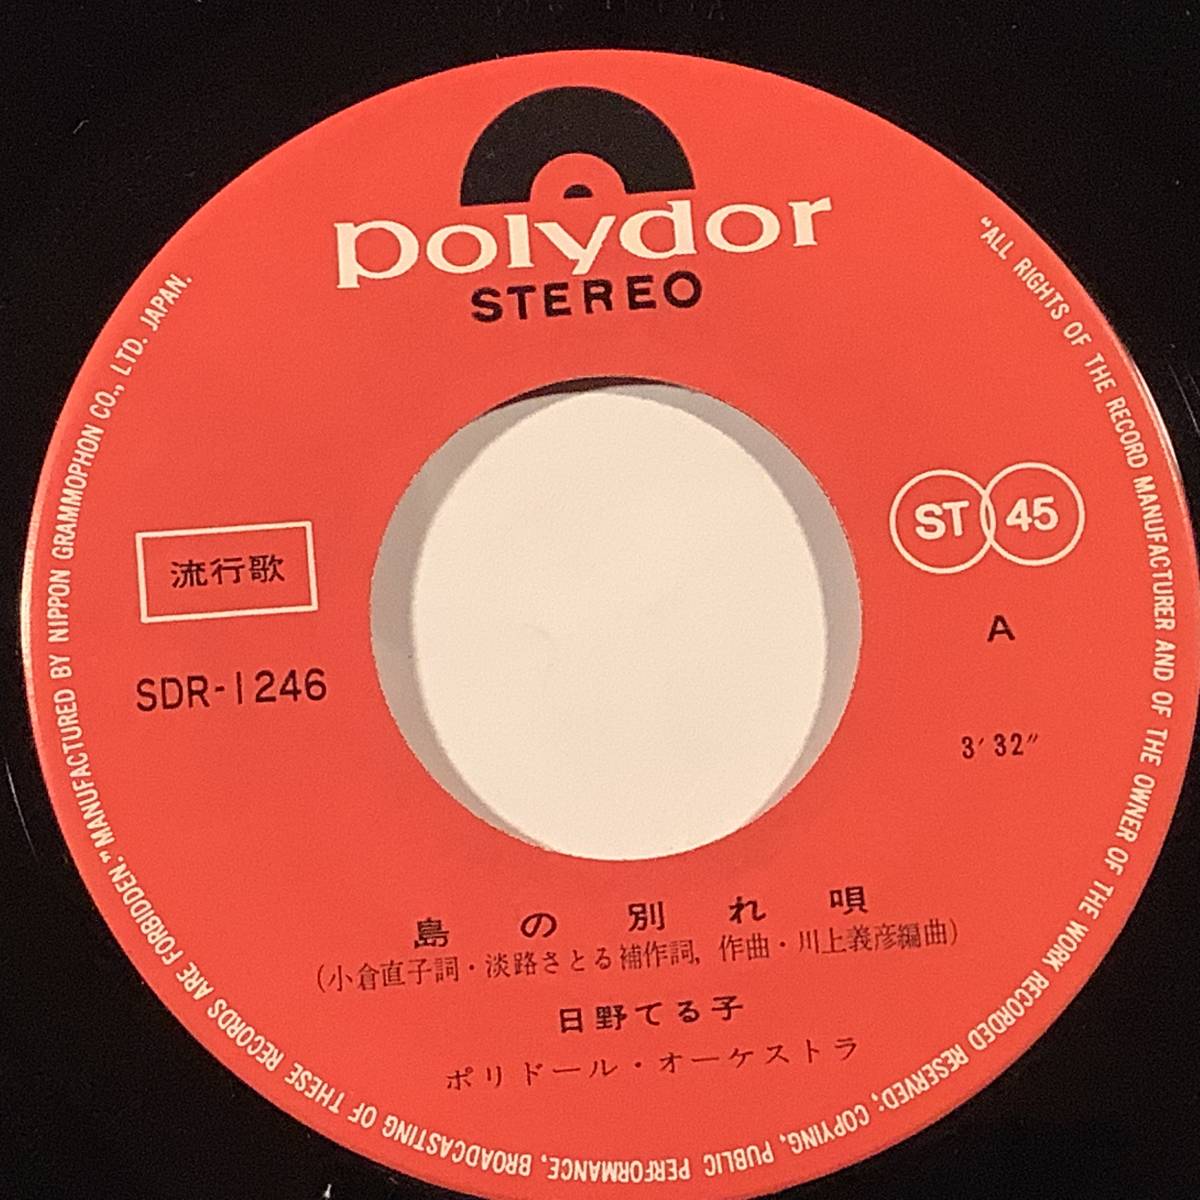 polydor
STEREO
流行歌
SDR-1246
ST 45
A
3′32″
島の別れ唄
(小倉直子詞・淡路さとる補作詞, 作曲・川上義彦編曲)
日野てる子
ポリドール・オーケストラ
"ALL RIGHTS OF THE RECORD MANUFACTURER AND OF THE OWNER OF THE WORK RECORDED RESERVED; COPYING, PUBLIC PERFORMANCE, BROADCASTING OF THESE RECORDS ARE FORBIDDEN." MANUFACTURED BY NIPPON GRAMMOPHON CO., LTD. JAPAN.